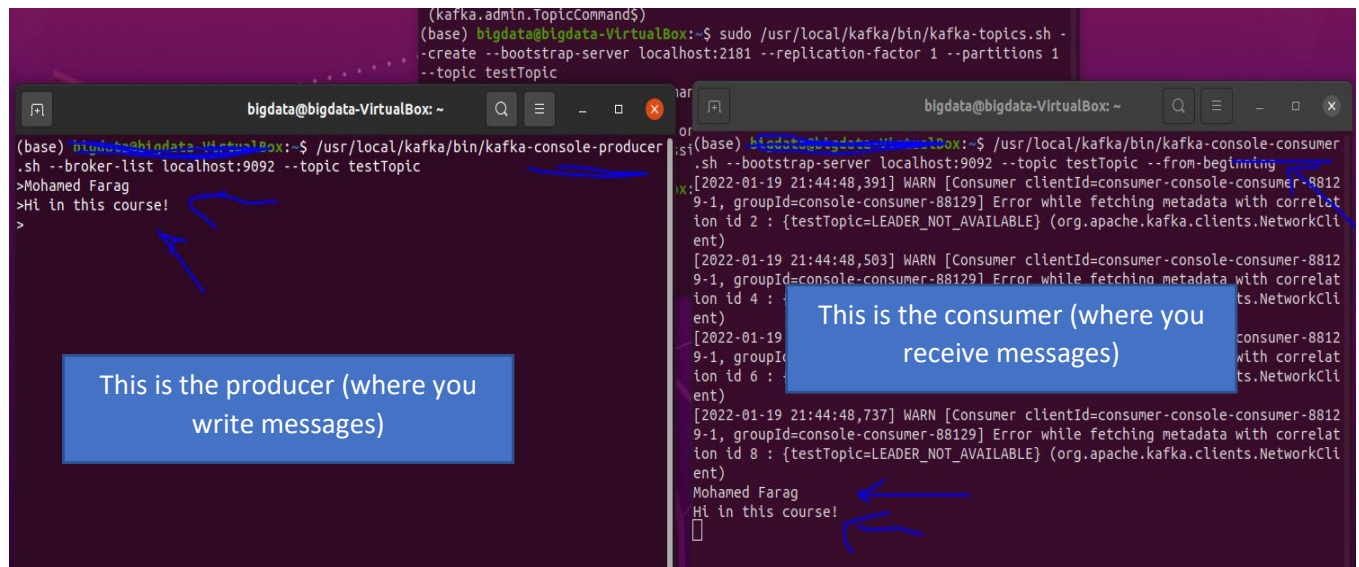 (kafka.admin.TopicCommand$)
(base) bigdata@bigdata-VirtualBox:~$ sudo /usr/local/kafka/bin/kafka-topics.sh -
-create --bootstrap-server localhost:2181 --replication-factor 1 --partitions 1
--topic testTopic
bigdata@bigdata-VirtualBox: ~
(base) bigdata@bigdata-VirtualBox:~$ /usr/local/kafka/bin/kafka-console-producer
.sh --broker-list localhost:9092 --topic testTopic
>Mohamed Farag
>Hi in this course!
>
This is the producer (where you
write messages)
bigdata@bigdata-VirtualBox: ~
(base) bigdata@bigdata-VirtualBox:~$ /usr/local/kafka/bin/kafka-console-consumer
.sh --bootstrap-server localhost:9092 --topic testTopic --from-beginning
[2022-01-19 21:44:48,391] WARN [Consumer clientId=consumer-console-consumer-8812
9-1, groupId=console-consumer-88129] Error while fetching metadata with correlat
ion id 2 : {testTopic=LEADER_NOT_AVAILABLE} (org.apache.kafka.clients.NetworkCli
ent)
[2022-01-19 21:44:48,503] WARN [Consumer clientId=consumer-console-consumer-8812
9-1, groupId=console-consumer-88129] Error while fetching metadata with correlat
ion id 4 : ts.NetworkCli
ent)
[2022-01-19 consumer-8812
9-1, with correlat
ion id 6 : ts.NetworkCli
ent)
This is the consumer (where you
receive messages)
[2022-01-19 21:44:48,737] WARN [Consumer clientId=consumer-console-consumer-8812
9-1, groupId=console-consumer-88129] Error while fetching metadata with correlat
ion id 8 : {testTopic=LEADER_NOT_AVAILABLE} (org.apache.kafka.clients.NetworkCli
ent)
Mohamed Farag
Hi in this course!